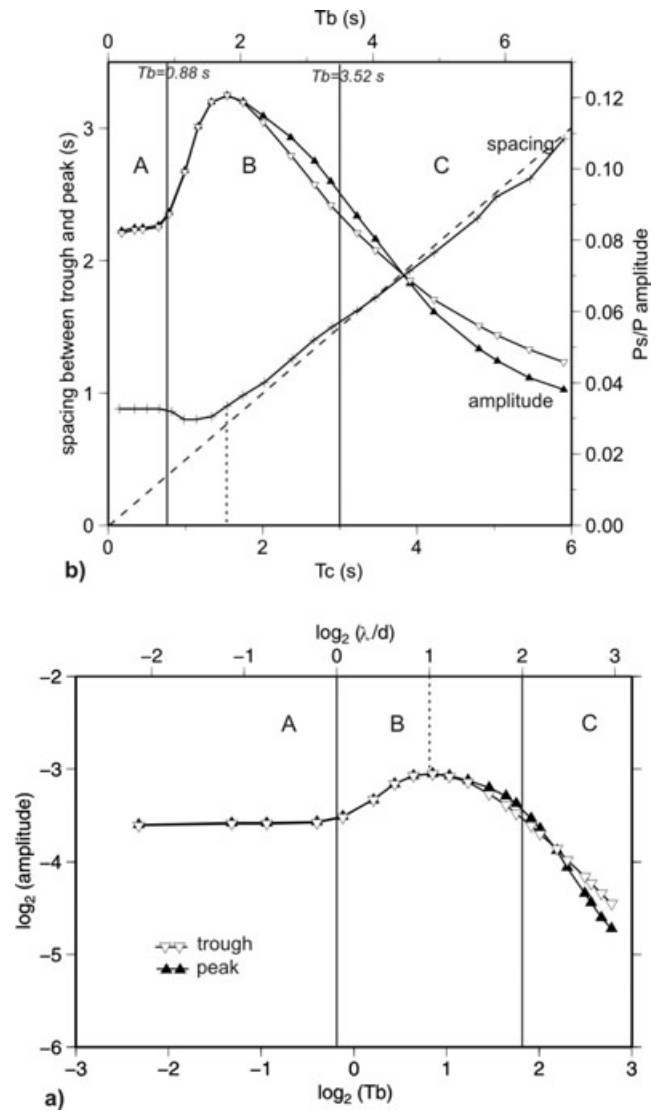 Tb (s)
0 2 4 6
Tb=0.88 s Tb=3.52 s
A B C
spacing
amplitude
spacing between trough and peak (s)
3
2
1
0
Ps/P amplitude
0.12
0.10
0.08
0.06
0.04
0.00
0 2 4 6
Tc (s)
b)
log2 (λ/d)
−2 −1 0 1 2 3
A B C
log2 (amplitude)
−2
−3
−4
−5
−6
trough
peak
−3 −2 −1 0 1 2 3
log2 (Tb)
a)